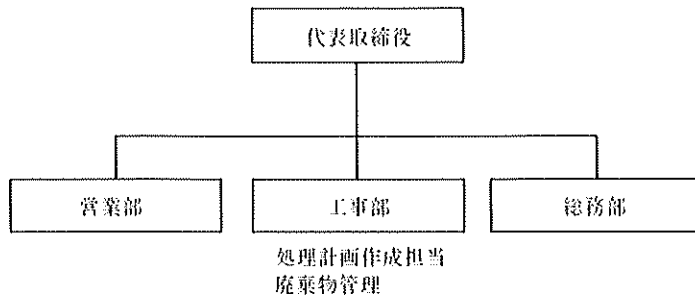 代表取締役
営業部
工事部
総務部
処理計画作成担当
廃棄物管理